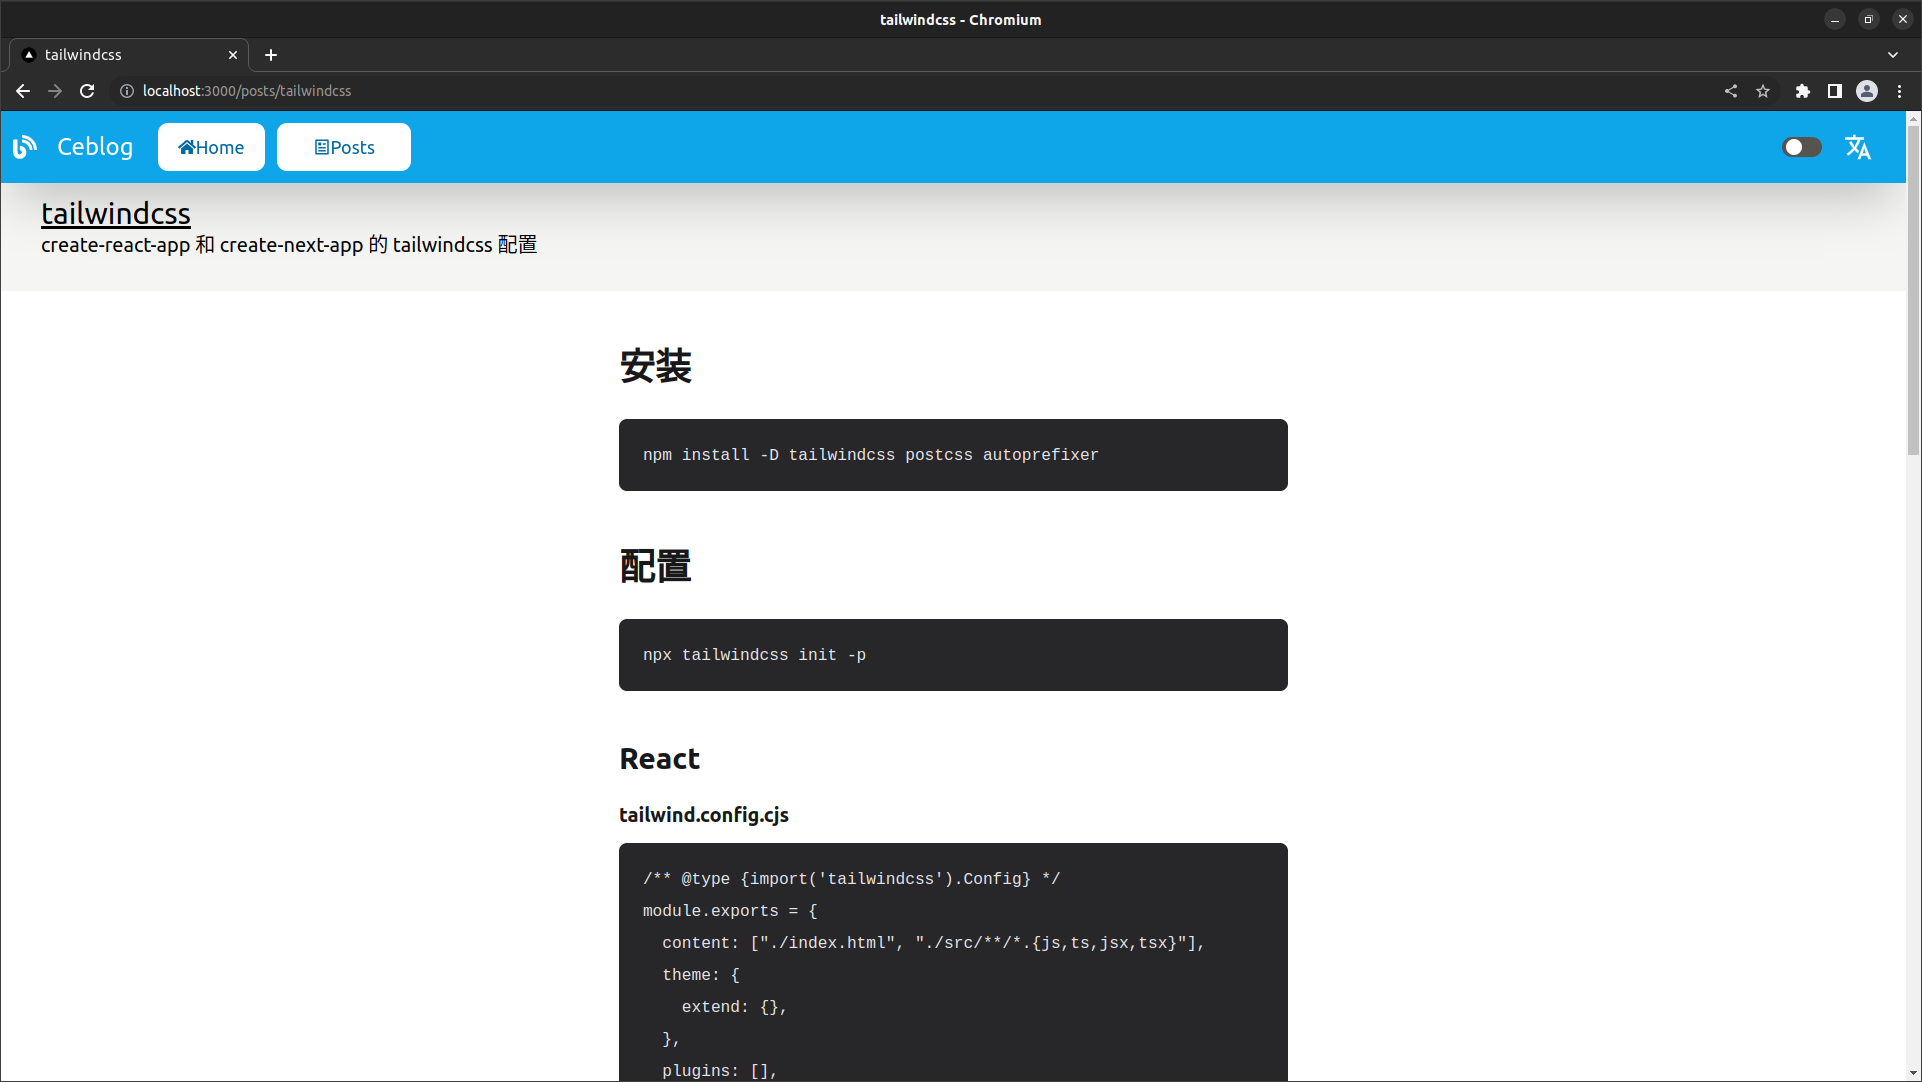 tailwindcss - Chromium
tailwindcss
localhost:3000/posts/tailwindcss
Ceblog
Home
Posts
tailwindcss
create-react-app 和 create-next-app 的 tailwindcss 配置
安装
npm install -D tailwindcss postcss autoprefixer
配置
npx tailwindcss init -p
React
tailwind.config.cjs
/** @type {import('tailwindcss').Config} */
module.exports = {
  content: ["./index.html", "./src/**/*.{js,ts,jsx,tsx}"],
  theme: {
    extend: {},
  },
  plugins: [],